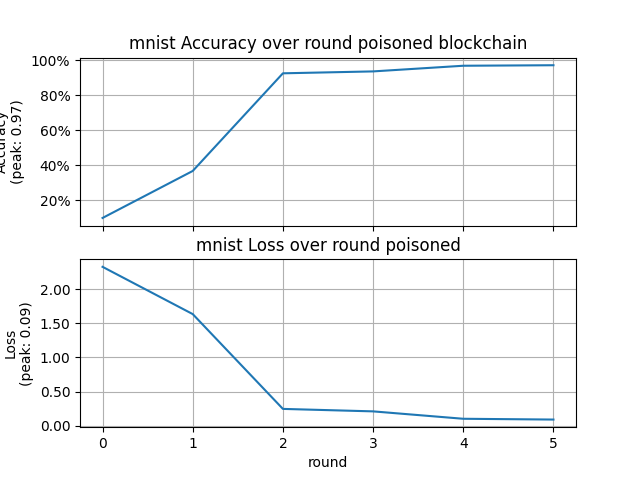 mnist Accuracy over round poisoned blockchain
100%
80%
60%
40%
20%
Accuracy
(peak: 0.97)
mnist Loss over round poisoned
2.00
1.50
1.00
0.50
0.00
Loss
(peak: 0.09)
0 1 2 3 4 5
round